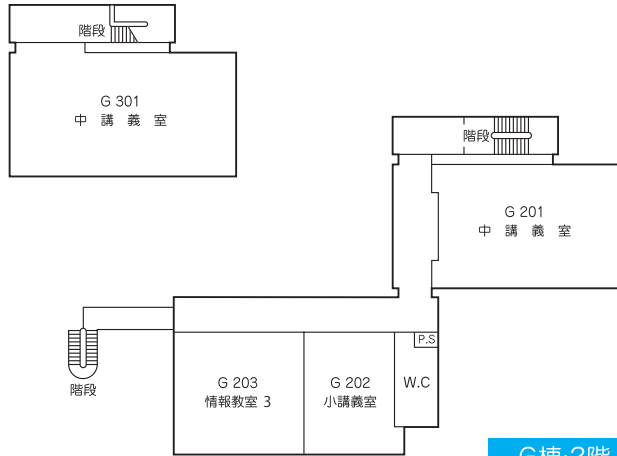 階段
G 301
中 講 義 室
階段
G 201
中 講 義 室
P.S
G 203
情報教室 3
G 202
小講義室
W.C
階段